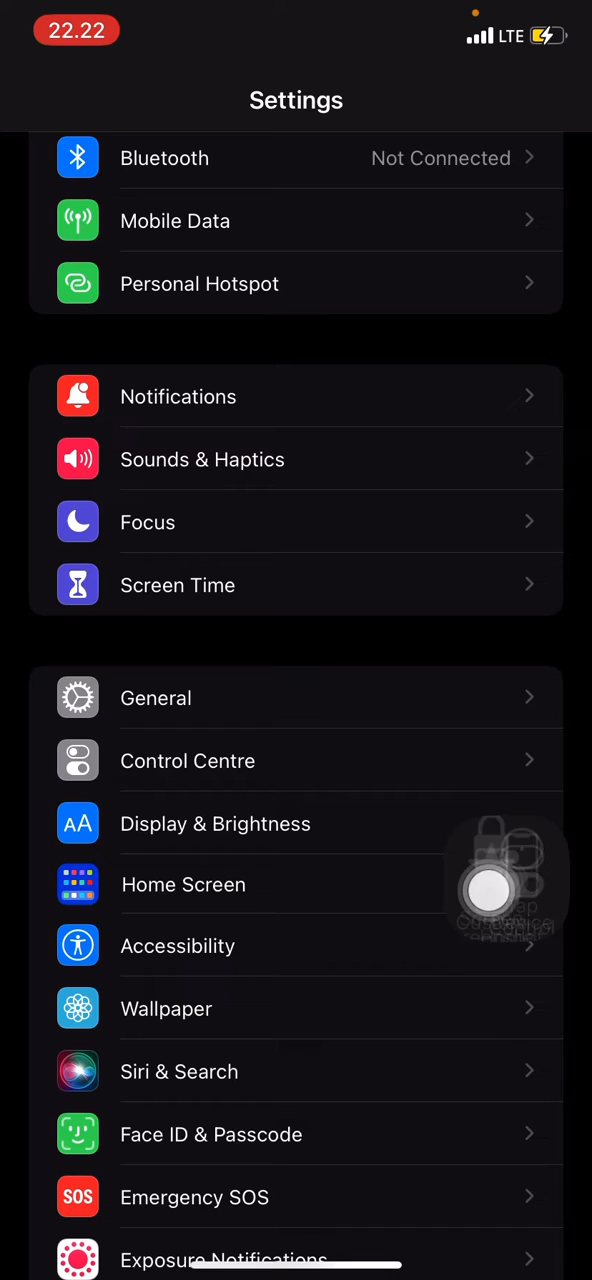 22.22
LTE
Settings
Bluetooth Not Connected
Mobile Data
Personal Hotspot
Notifications
Sounds & Haptics
Focus
Screen Time
General
Control Centre
AA Display & Brightness
Home Screen
Accessibility
Wallpaper
Siri & Search
Face ID & Passcode
SOS Emergency SOS
Exposure Notifications